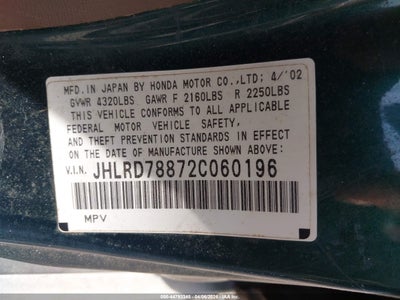 MFD. IN JAPAN BY HONDA MOTOR CO.,LTD; 4/'02
GVWR 4320LBS GAWR F 2160LBS R 2250LBS
THIS VEHICLE CONFORMS TO ALL APPLICABLE
FEDERAL MOTOR VEHICLE SAFETY,
AND THEFT PREVENTION STANDARDS IN EFFECT
ON THE DATE OF MANUFACTURE SHOWN ABOVE:
V.I.N. JHLRD78872C060196
MPV